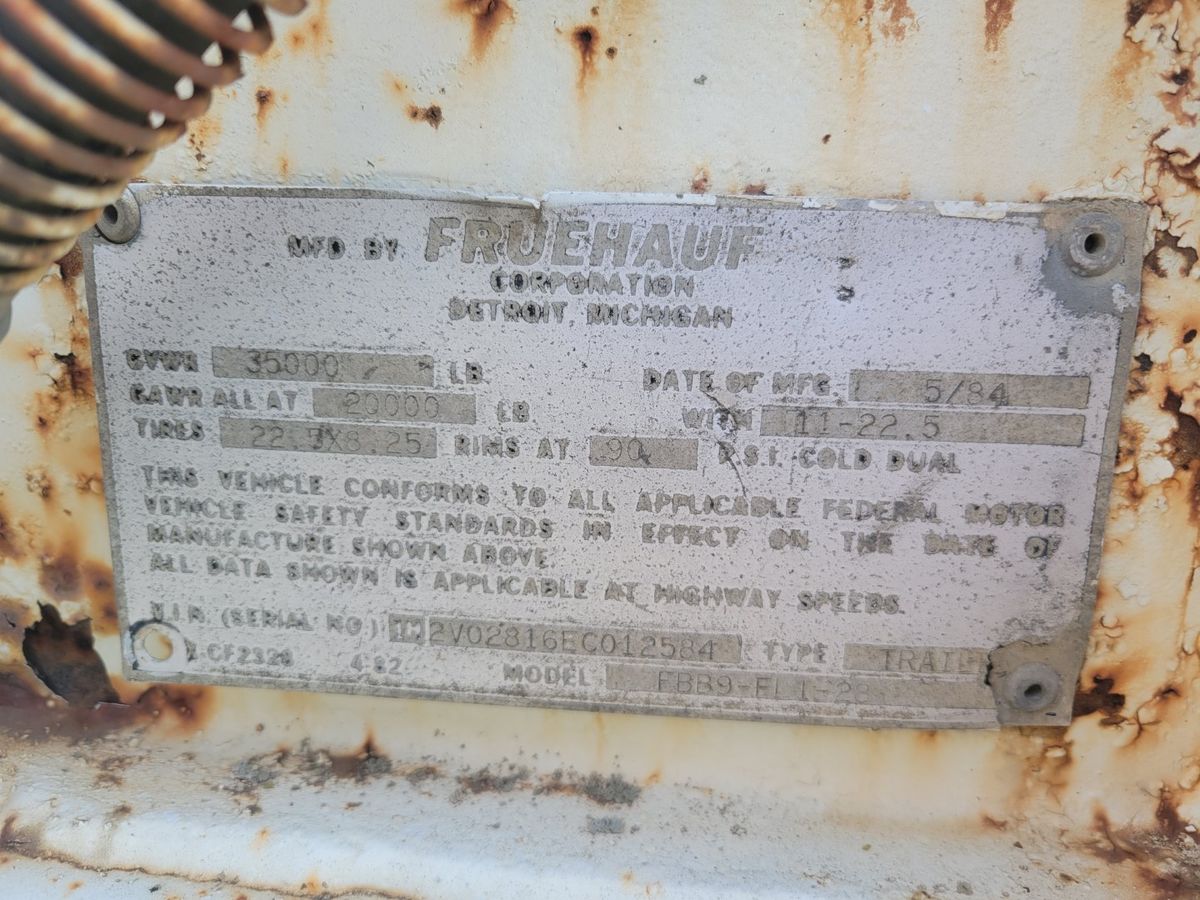 MFD BY FRUEHAUF
CORPORATION
DETROIT, MICHIGAN
GVWR 35000 LB DATE OF MFG. 5/84
GAWR ALL AT 20000 LB WITH 11-22.5
TIRES 22.5X8.25 RIMS AT 90 P.S.I. COLD DUAL
THIS VEHICLE CONFORMS TO ALL APPLICABLE FEDERAL MOTOR
VEHICLE SAFETY STANDARDS IN EFFECT ON THE DATE OF
MANUFACTURE SHOWN ABOVE.
ALL DATA SHOWN IS APPLICABLE AT HIGHWAY SPEEDS.
V.I.N. (SERIAL NO.) 2V02816EC012584 TYPE
4-82 MODEL